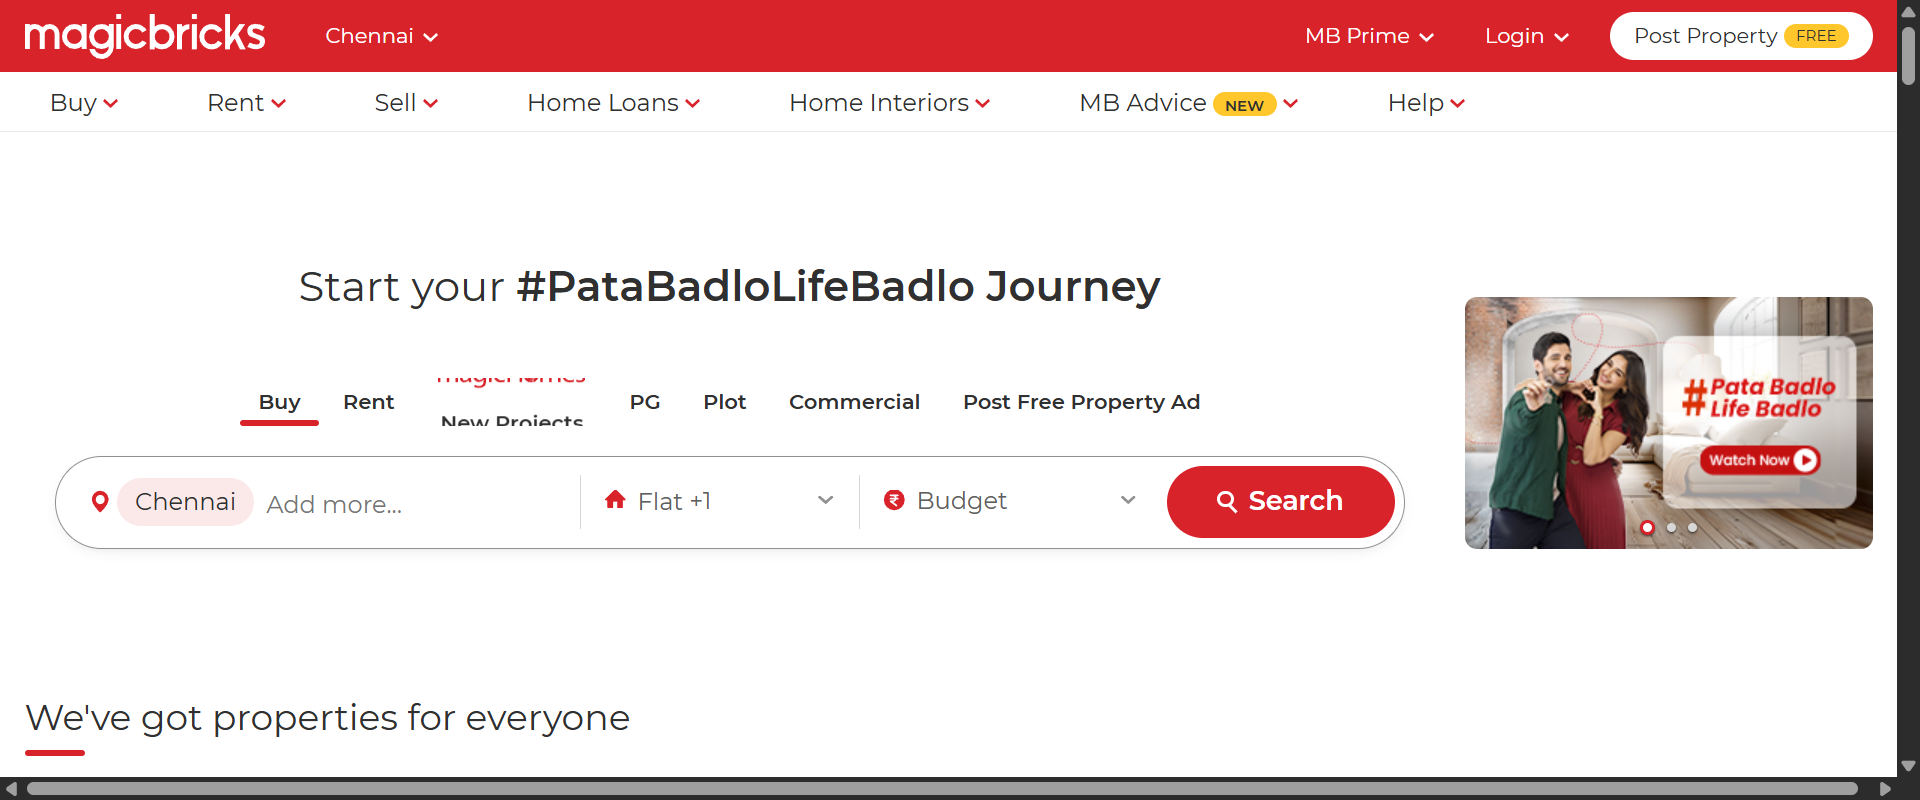 magicbricks
Chennai
MB Prime
Login
Post Property FREE
Buy
Rent
Sell
Home Loans
Home Interiors
MB Advice NEW
Help
Start your #PataBadloLifeBadlo Journey
Buy
Rent
magicHomes
New Projects
PG
Plot
Commercial
Post Free Property Ad
Chennai
Add more...
Flat +1
Budget
Search
#Pata Badlo
Life Badlo
Watch Now
We've got properties for everyone